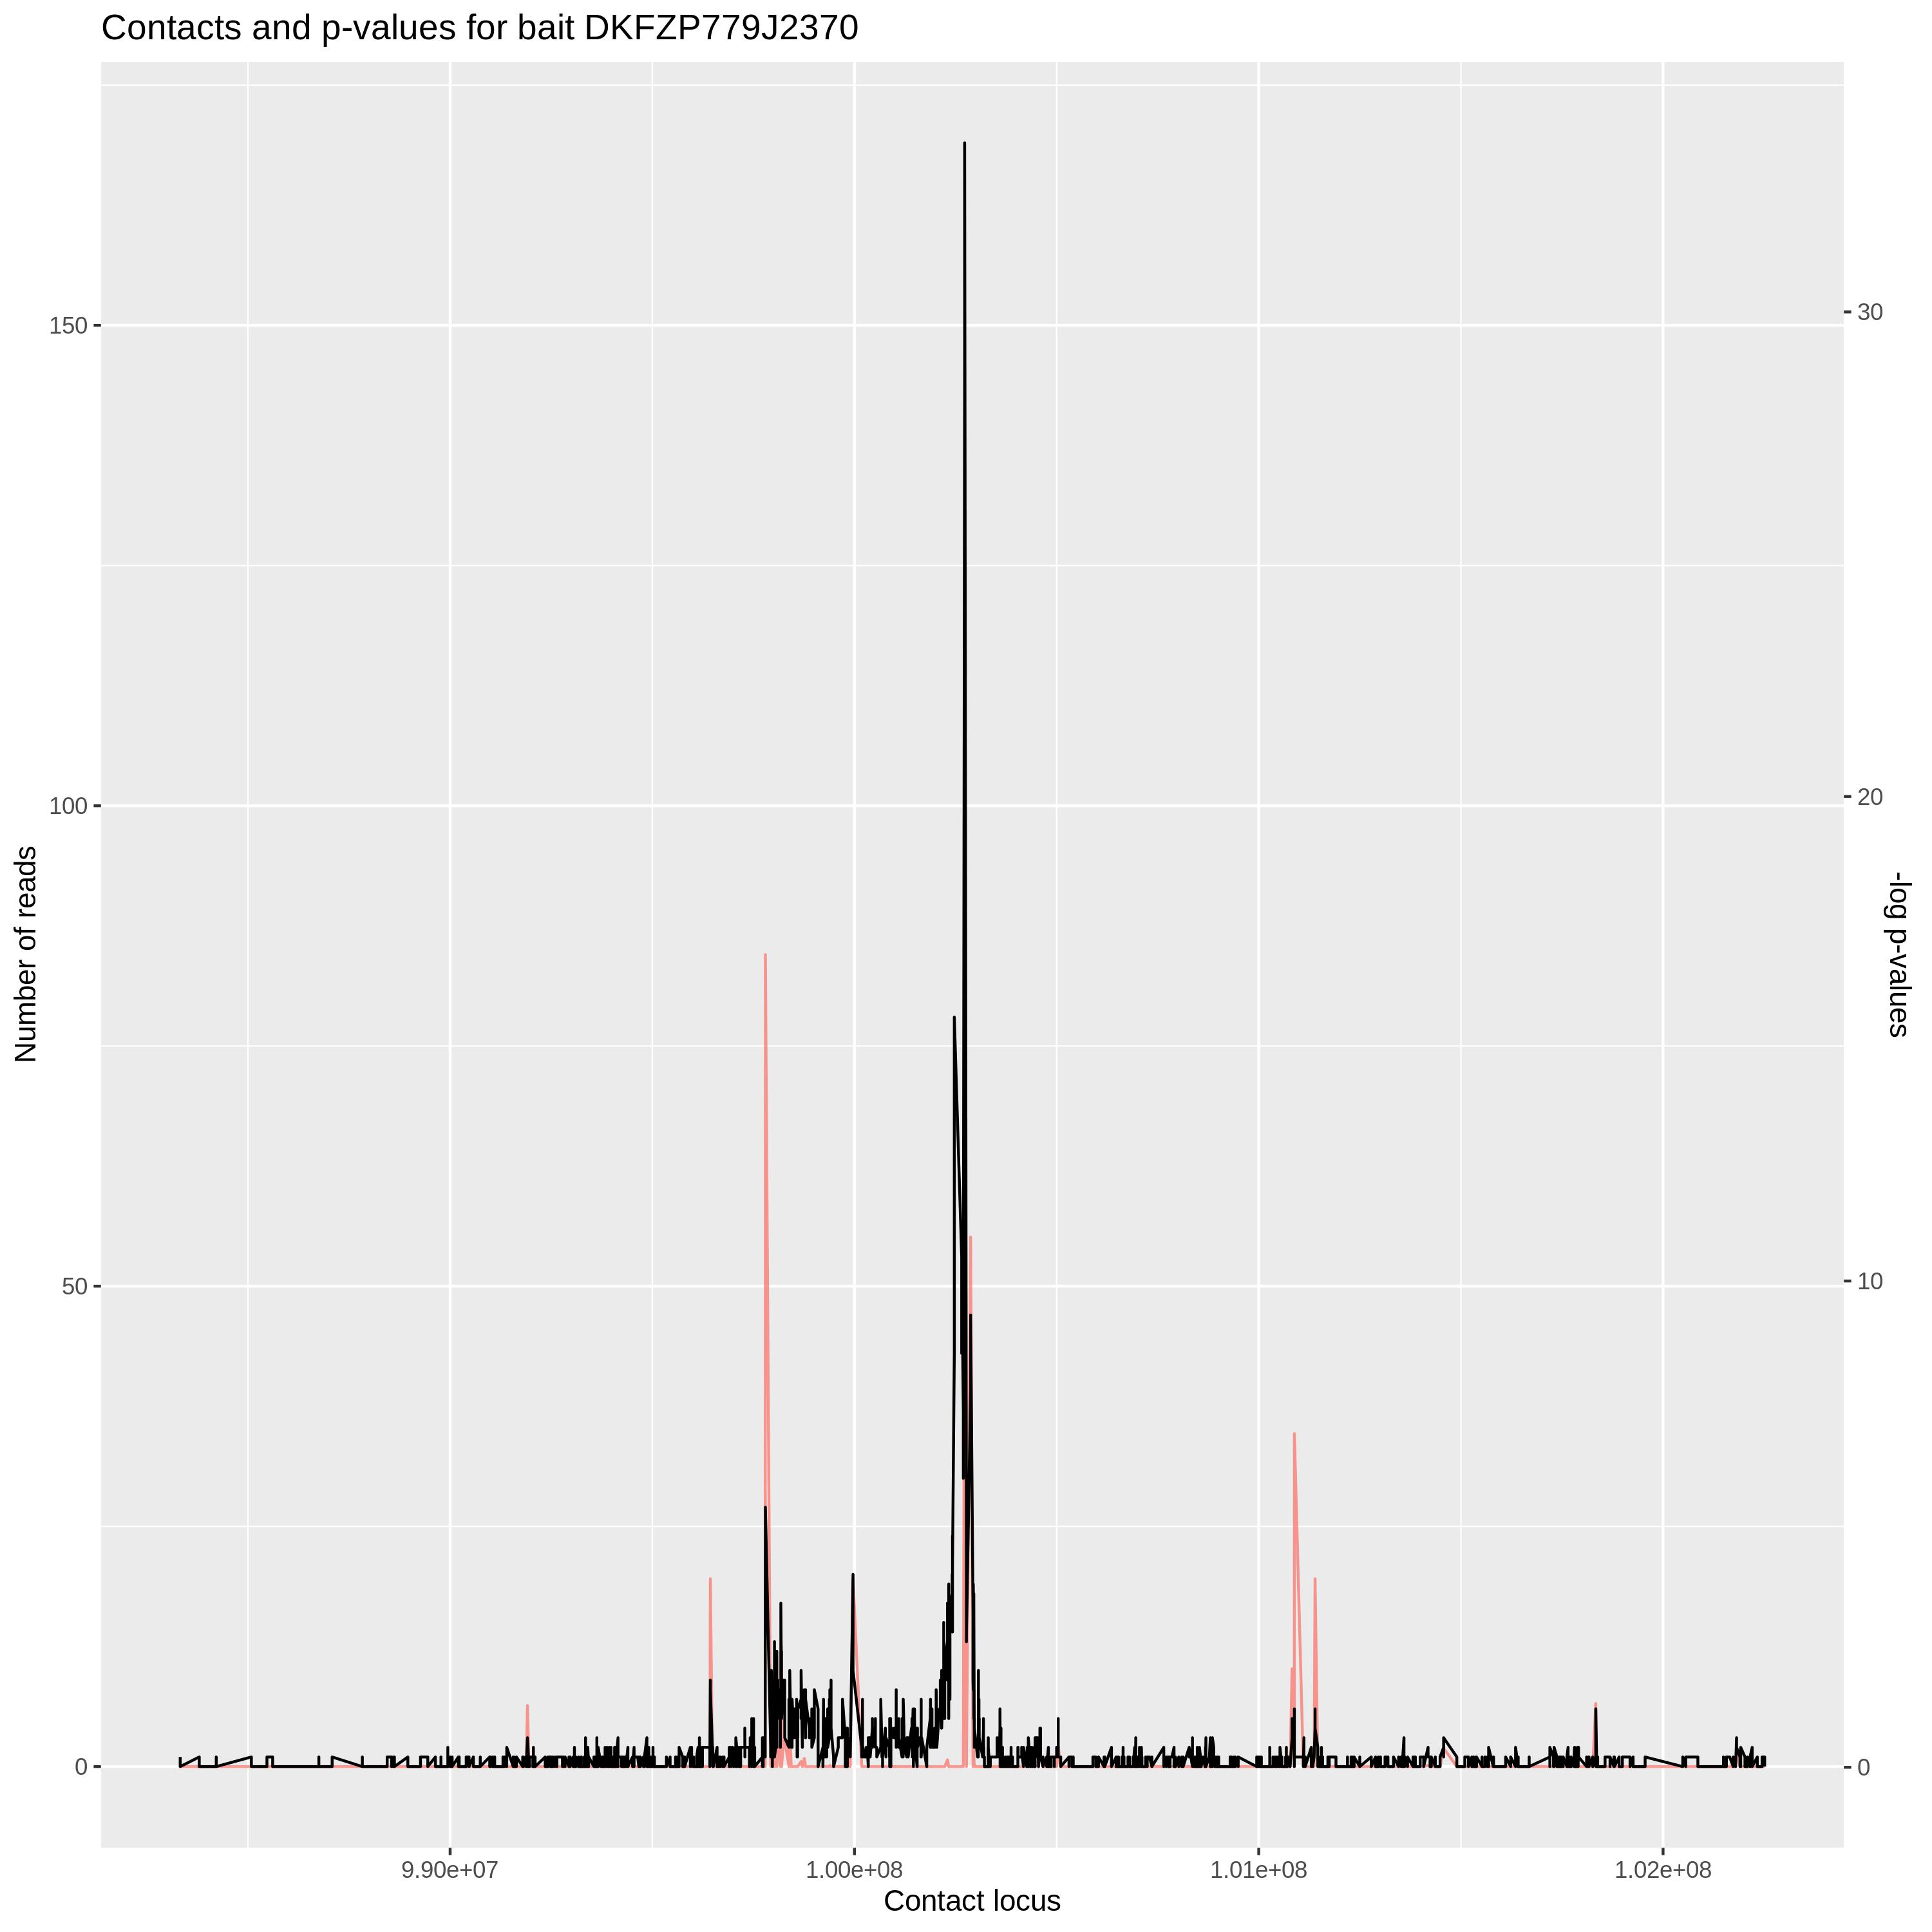 Contacts and p-values for bait DKFZP779J2370
150
100
50
0
30
20
10
0
Number of reads
-log p-values
9.90e+07
1.00e+08
1.01e+08
1.02e+08
Contact locus